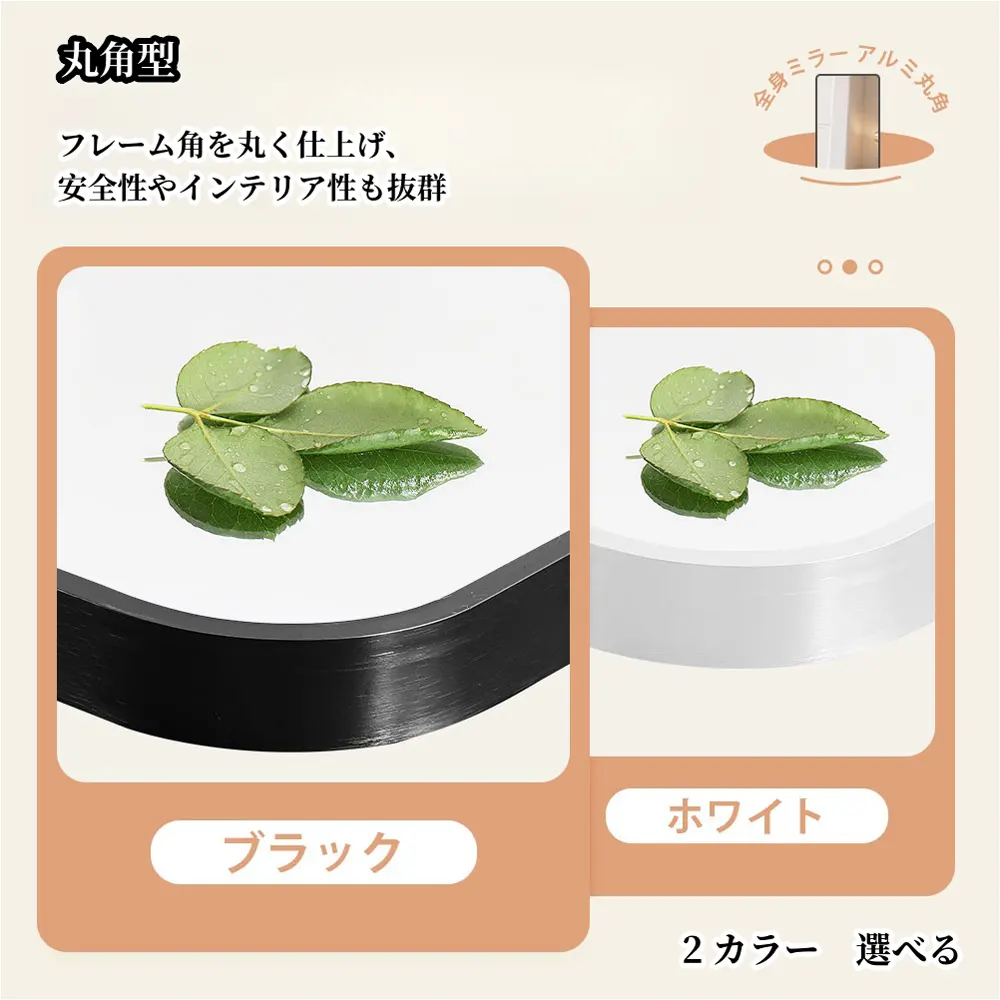 丸角型
全身ミラー アルミ丸角
フレーム角を丸く仕上げ、
安全性やインテリア性も抜群
ブラック
ホワイト
2カラー　選べる